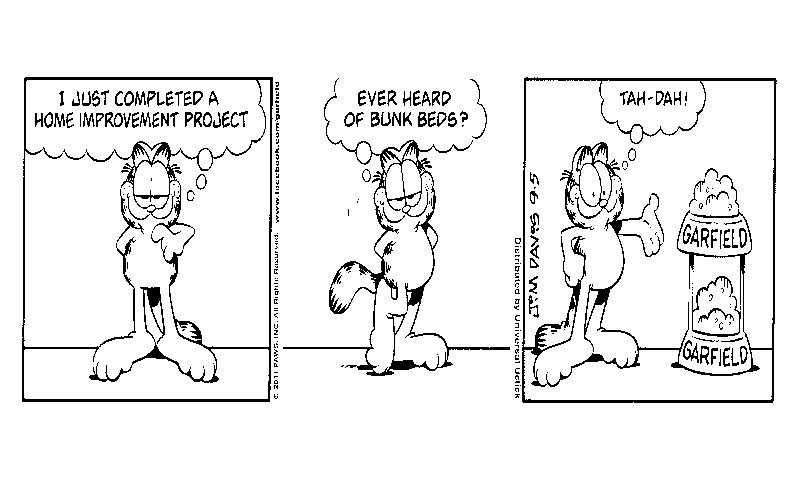 I JUST COMPLETED A
HOME IMPROVEMENT PROJECT
© 2011 PAWS, INC. All Rights Reserved. www.facebook.com/garfield
EVER HEARD
OF BUNK BEDS?
Distributed by Universal Uclick
JIM DAVIS 9-5
TAH-DAH!
GARFIELD
GARFIELD